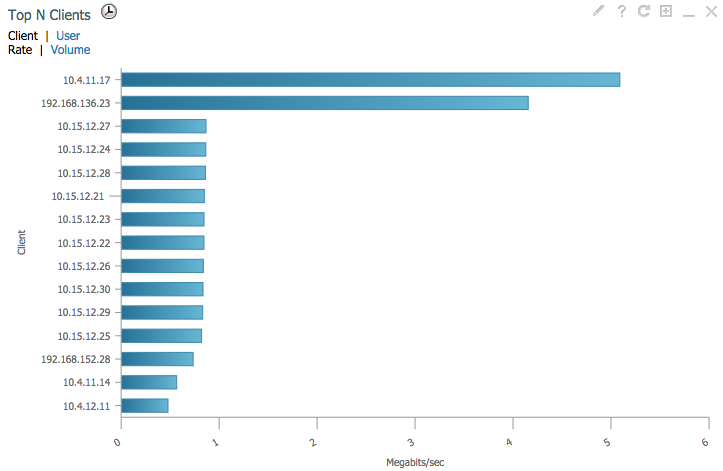 Top N Clients
Client | User
Rate | Volume
10.4.11.17
192.168.136.23
10.15.12.27
10.15.12.24
10.15.12.28
10.15.12.21
10.15.12.23
10.15.12.22
10.15.12.26
10.15.12.30
10.15.12.29
10.15.12.25
192.168.152.28
10.4.11.14
10.4.12.11
Client
0 1 2 3 4 5 6
Megabits/sec